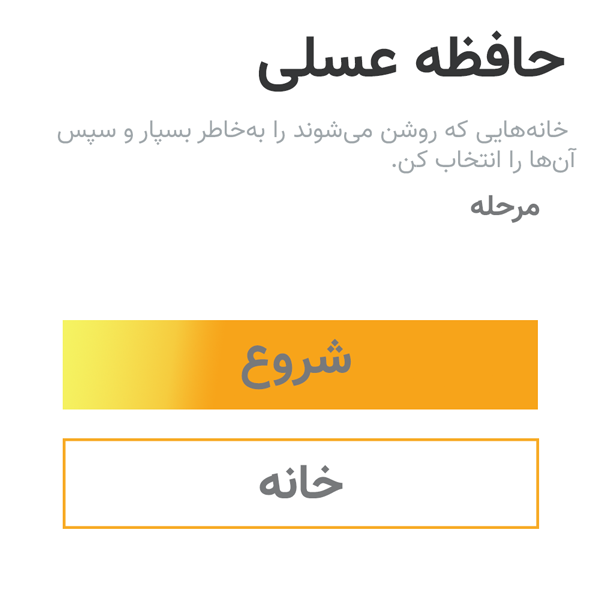 حافظه عسلی
خانه‌هایی که روشن می‌شوند را به‌خاطر بسپار و سپس
آن‌ها را انتخاب کن.
مرحله
شروع
خانه